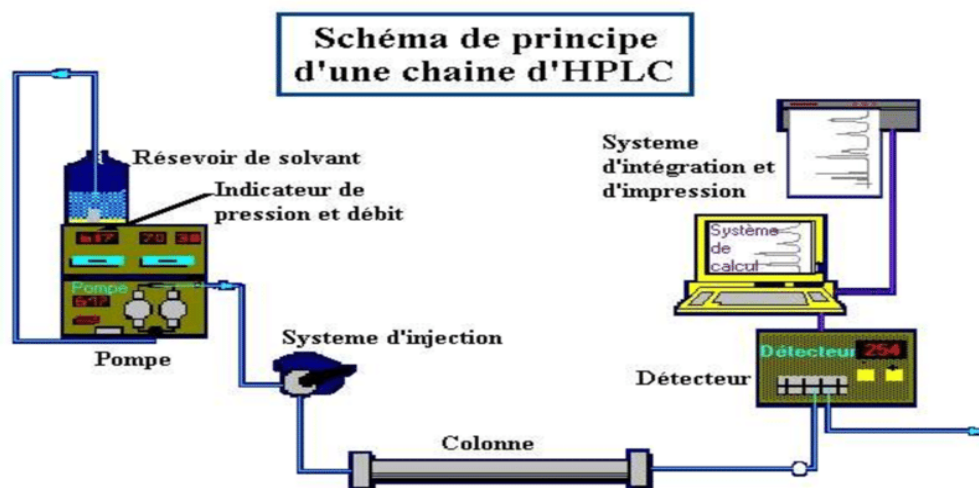 Schéma de principe
d'une chaine d'HPLC
Résevoir de solvant
Indicateur de
pression et débit
Pompe
Pompe
Systeme d'injection
Colonne
Systeme
d'intégration et
d'impression
Système
de
calcul
Détecteur 254
Détecteur